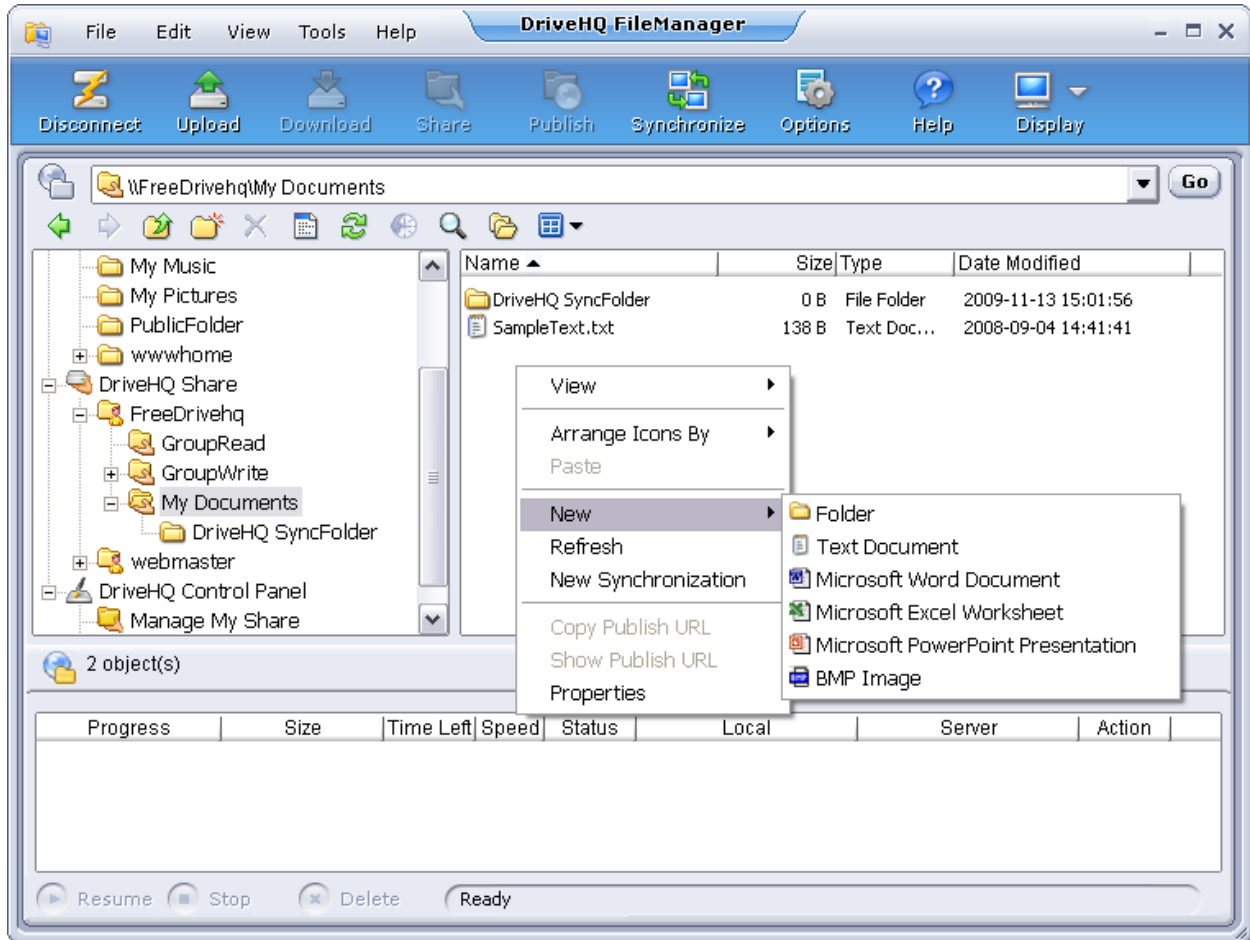 DriveHQ FileManager
File Edit View Tools Help
Disconnect Upload Download Share Publish Synchronize Options Help Display
\\FreeDrivehq\My Documents Go
My Music
My Pictures
PublicFolder
wwwhome
DriveHQ Share
FreeDrivehq
GroupRead
GroupWrite
My Documents
DriveHQ SyncFolder
webmaster
DriveHQ Control Panel
Manage My Share
Name Size Type Date Modified
DriveHQ SyncFolder 0 B File Folder 2009-11-13 15:01:56
SampleText.txt 138 B Text Doc... 2008-09-04 14:41:41
View
Arrange Icons By
Paste
New
Refresh
New Synchronization
Copy Publish URL
Show Publish URL
Properties
Folder
Text Document
Microsoft Word Document
Microsoft Excel Worksheet
Microsoft PowerPoint Presentation
BMP Image
2 object(s)
Progress Size Time Left Speed Status Local Server Action
Resume Stop Delete Ready